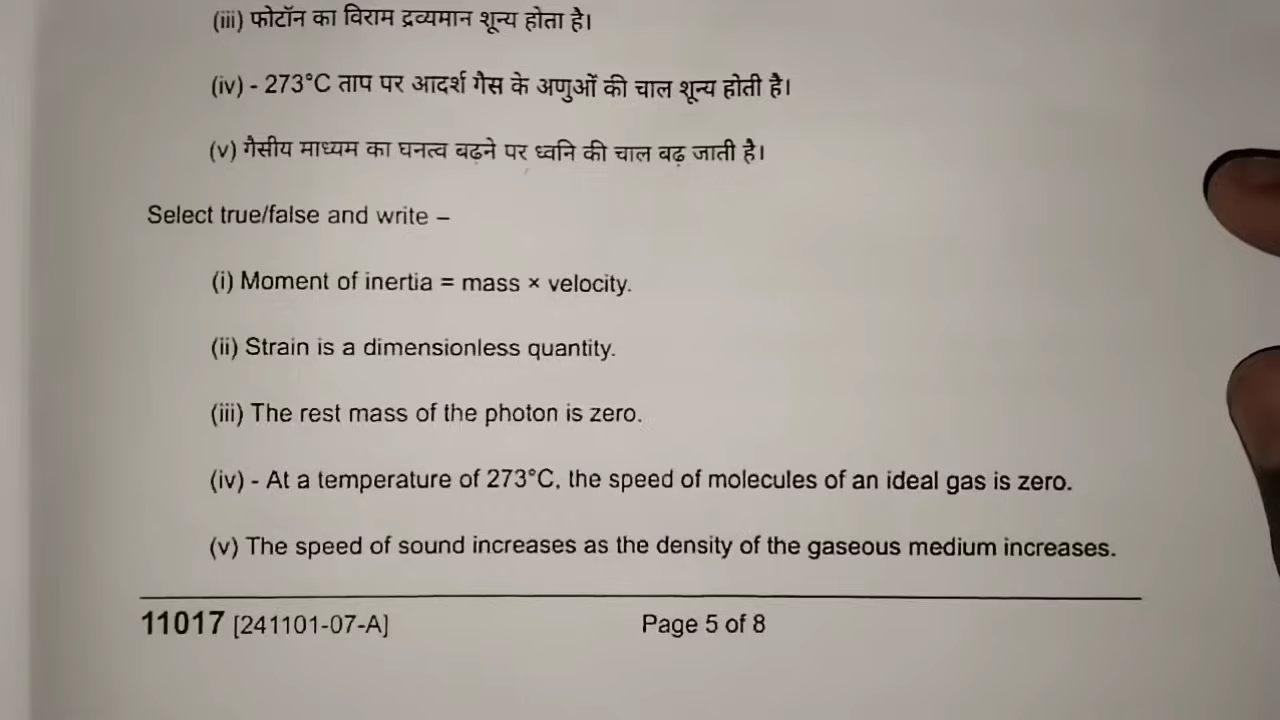 (iii) फोटॉन का विराम द्रव्यमान शून्य होता है।
(iv) - 273°C ताप पर आदर्श गैस के अणुओं की चाल शून्य होती है।
(v) गैसीय माध्यम का घनत्व बढ़ने पर ध्वनि की चाल बढ़ जाती है।
Select true/false and write –
(i) Moment of inertia = mass × velocity.
(ii) Strain is a dimensionless quantity.
(iii) The rest mass of the photon is zero.
(iv) - At a temperature of 273°C, the speed of molecules of an ideal gas is zero.
(v) The speed of sound increases as the density of the gaseous medium increases.
11017 [241101-07-A] Page 5 of 8